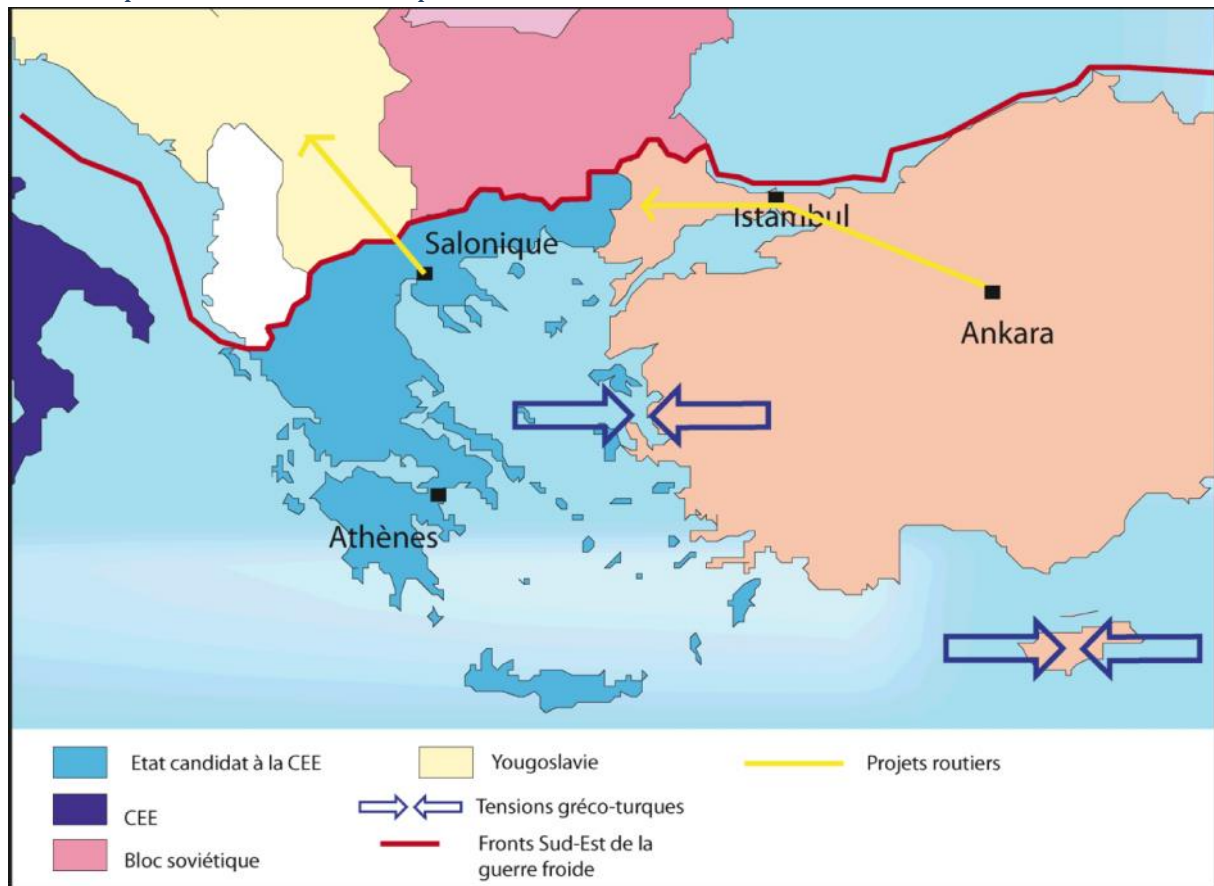 Salonique
Istambul
Ankara
Athènes
Etat candidat à la CEE
Yougoslavie
Projets routiers
CEE
Tensions gréco-turques
Bloc soviétique
Fronts Sud-Est de la
guerre froide